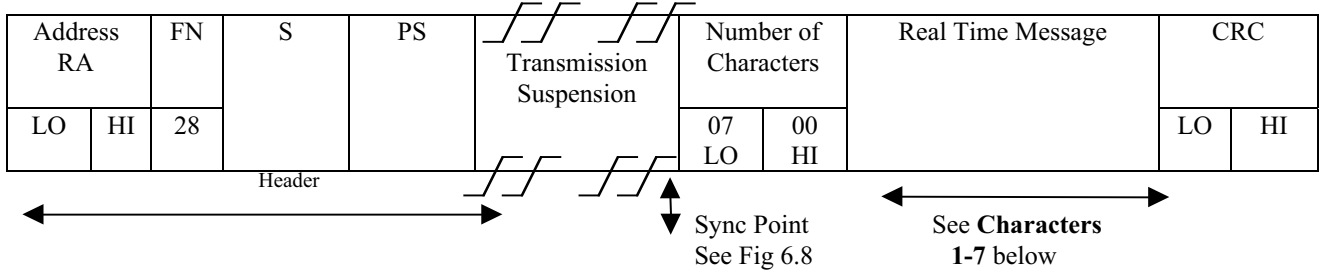 Address RA
FN
S
PS
Transmission Suspension
Number of Characters
Real Time Message
CRC
LO
HI
28
07 LO
00 HI
LO
HI
Header
Sync Point
See Fig 6.8
See Characters
1-7 below